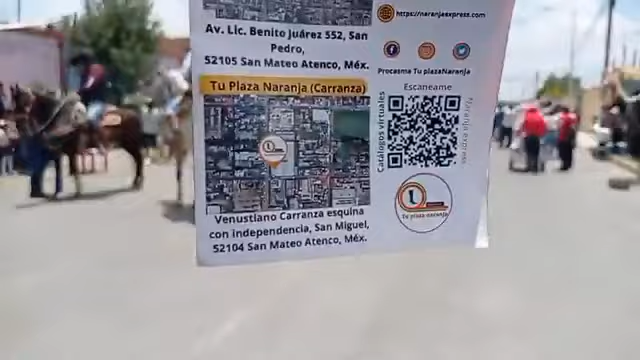 Av. Lic. Benito Juárez 552, San
Pedro,
52105 San Mateo Atenco, Méx.
Tu Plaza Naranja (Carranza)
Venustiano Carranza esquina
con independencia, San Miguel,
52104 San Mateo Atenco, Méx.
https://naranjaxpress.com
Procasma Tu plazaNaranja
Escaneame
Catálogos virtuales
Naranja express
Tu plaza naranja